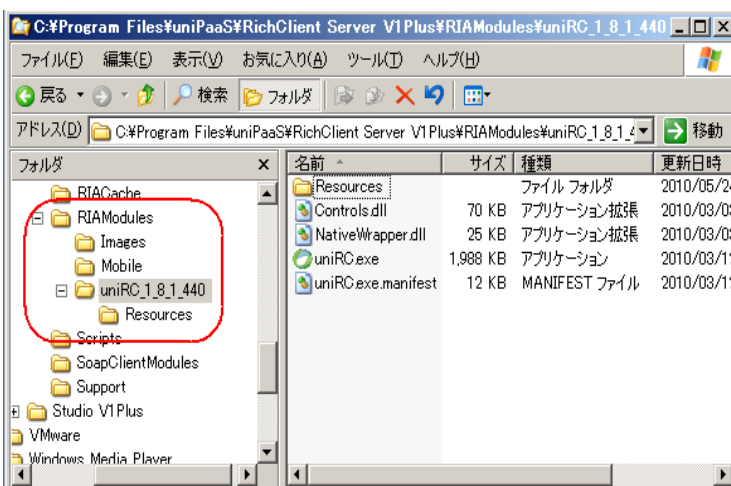 C:¥Program Files¥uniPaaS¥RichClient Server V1Plus¥RIAModules¥uniRC_1_8_1_440
ファイル(F) 編集(E) 表示(V) お気に入り(A) ツール(T) ヘルプ(H)
戻る 検索 フォルダ
アドレス(D) C:¥Program Files¥uniPaaS¥RichClient Server V1Plus¥RIAModules¥uniRC_1_8_1_4 移動
フォルダ x 名前 サイズ 種類 更新日時
RIACache
RIAModules
Images
Mobile
uniRC_1_8_1_440
Resources
Scripts
SoapClientModules
Support
Studio V1Plus
VMware
Windows Media Player
Resources ファイル フォルダ 2010/05/24
Controls.dll 70 KB アプリケーション拡張 2010/03/0
NativeWrapper.dll 25 KB アプリケーション拡張 2010/03/0
uniRC.exe 1,988 KB アプリケーション 2010/03/1
uniRC.exe.manifest 12 KB MANIFEST ファイル 2010/03/1